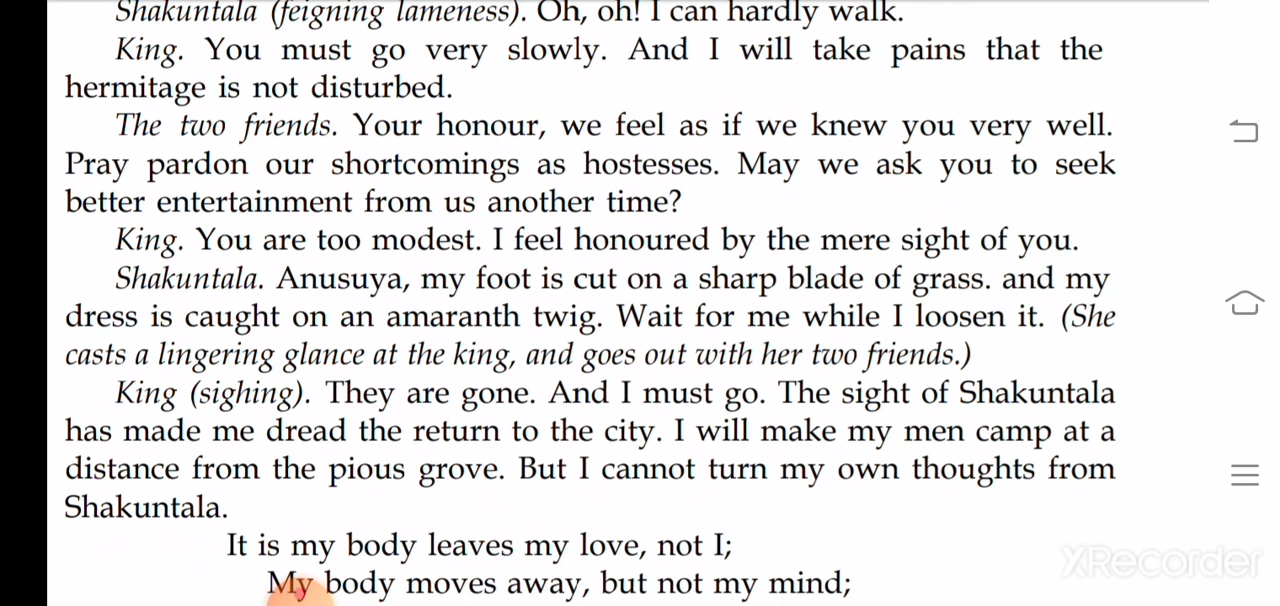 Shakuntala (feigning lameness). Oh, oh! I can hardly walk.
King. You must go very slowly. And I will take pains that the
hermitage is not disturbed.
The two friends. Your honour, we feel as if we knew you very well.
Pray pardon our shortcomings as hostesses. May we ask you to seek
better entertainment from us another time?
King. You are too modest. I feel honoured by the mere sight of you.
Shakuntala. Anusuya, my foot is cut on a sharp blade of grass. and my
dress is caught on an amaranth twig. Wait for me while I loosen it. (She
casts a lingering glance at the king, and goes out with her two friends.)
King (sighing). They are gone. And I must go. The sight of Shakuntala
has made me dread the return to the city. I will make my men camp at a
distance from the pious grove. But I cannot turn my own thoughts from
Shakuntala.
It is my body leaves my love, not I;
My body moves away, but not my mind;
XRecorder